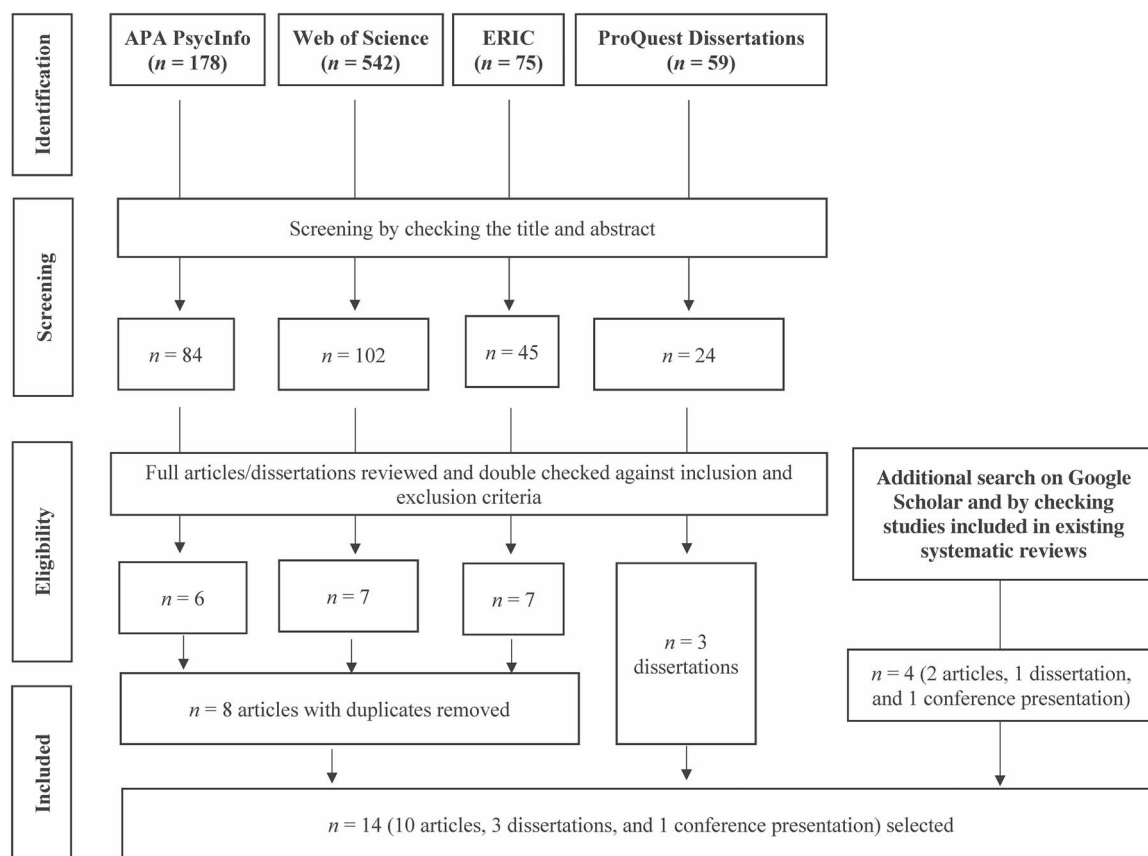 Identification
APA PsycInfo
(n = 178)
Web of Science
(n = 542)
ERIC
(n = 75)
ProQuest Dissertations
(n = 59)
Screening
Screening by checking the title and abstract
n = 84
n = 102
n = 45
n = 24
Eligibility
Full articles/dissertations reviewed and double checked against inclusion and
exclusion criteria
Additional search on Google
Scholar and by checking
studies included in existing
systematic reviews
n = 6
n = 7
n = 7
n = 3
dissertations
n = 4 (2 articles, 1 dissertation,
and 1 conference presentation)
Included
n = 8 articles with duplicates removed
n = 14 (10 articles, 3 dissertations, and 1 conference presentation) selected